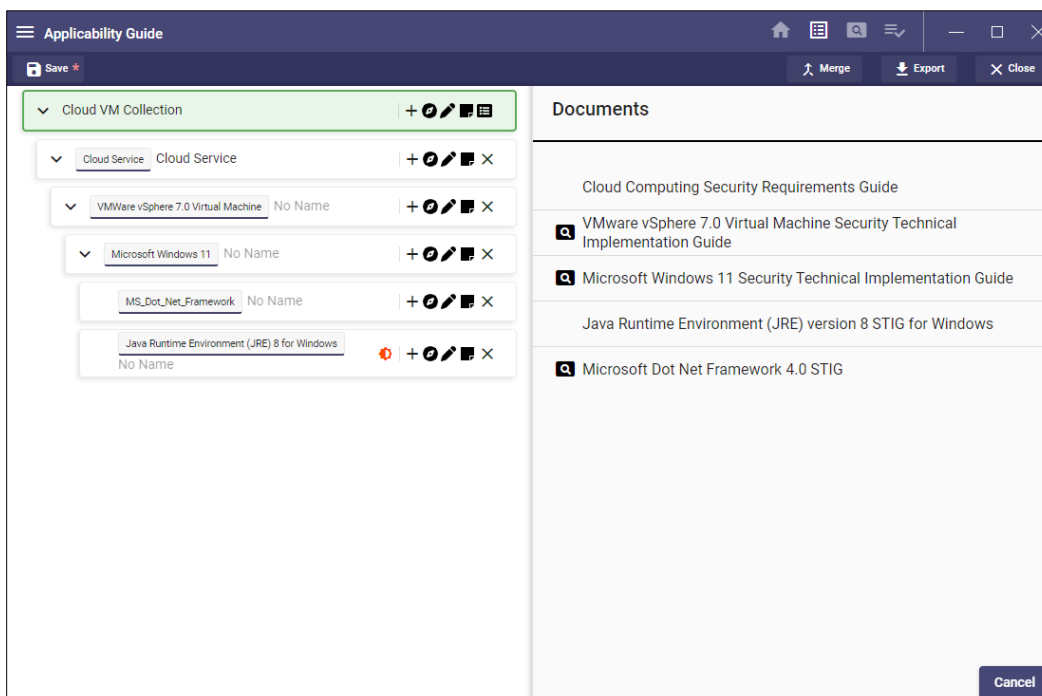 Applicability Guide
Save *
Merge
Export
Close
Cloud VM Collection
Cloud Service Cloud Service
VMWare vSphere 7.0 Virtual Machine No Name
Microsoft Windows 11 No Name
MS_Dot_Net_Framework No Name
Java Runtime Environment (JRE) 8 for Windows
No Name
Documents
Cloud Computing Security Requirements Guide
VMware vSphere 7.0 Virtual Machine Security Technical
Implementation Guide
Microsoft Windows 11 Security Technical Implementation Guide
Java Runtime Environment (JRE) version 8 STIG for Windows
Microsoft Dot Net Framework 4.0 STIG
Cancel